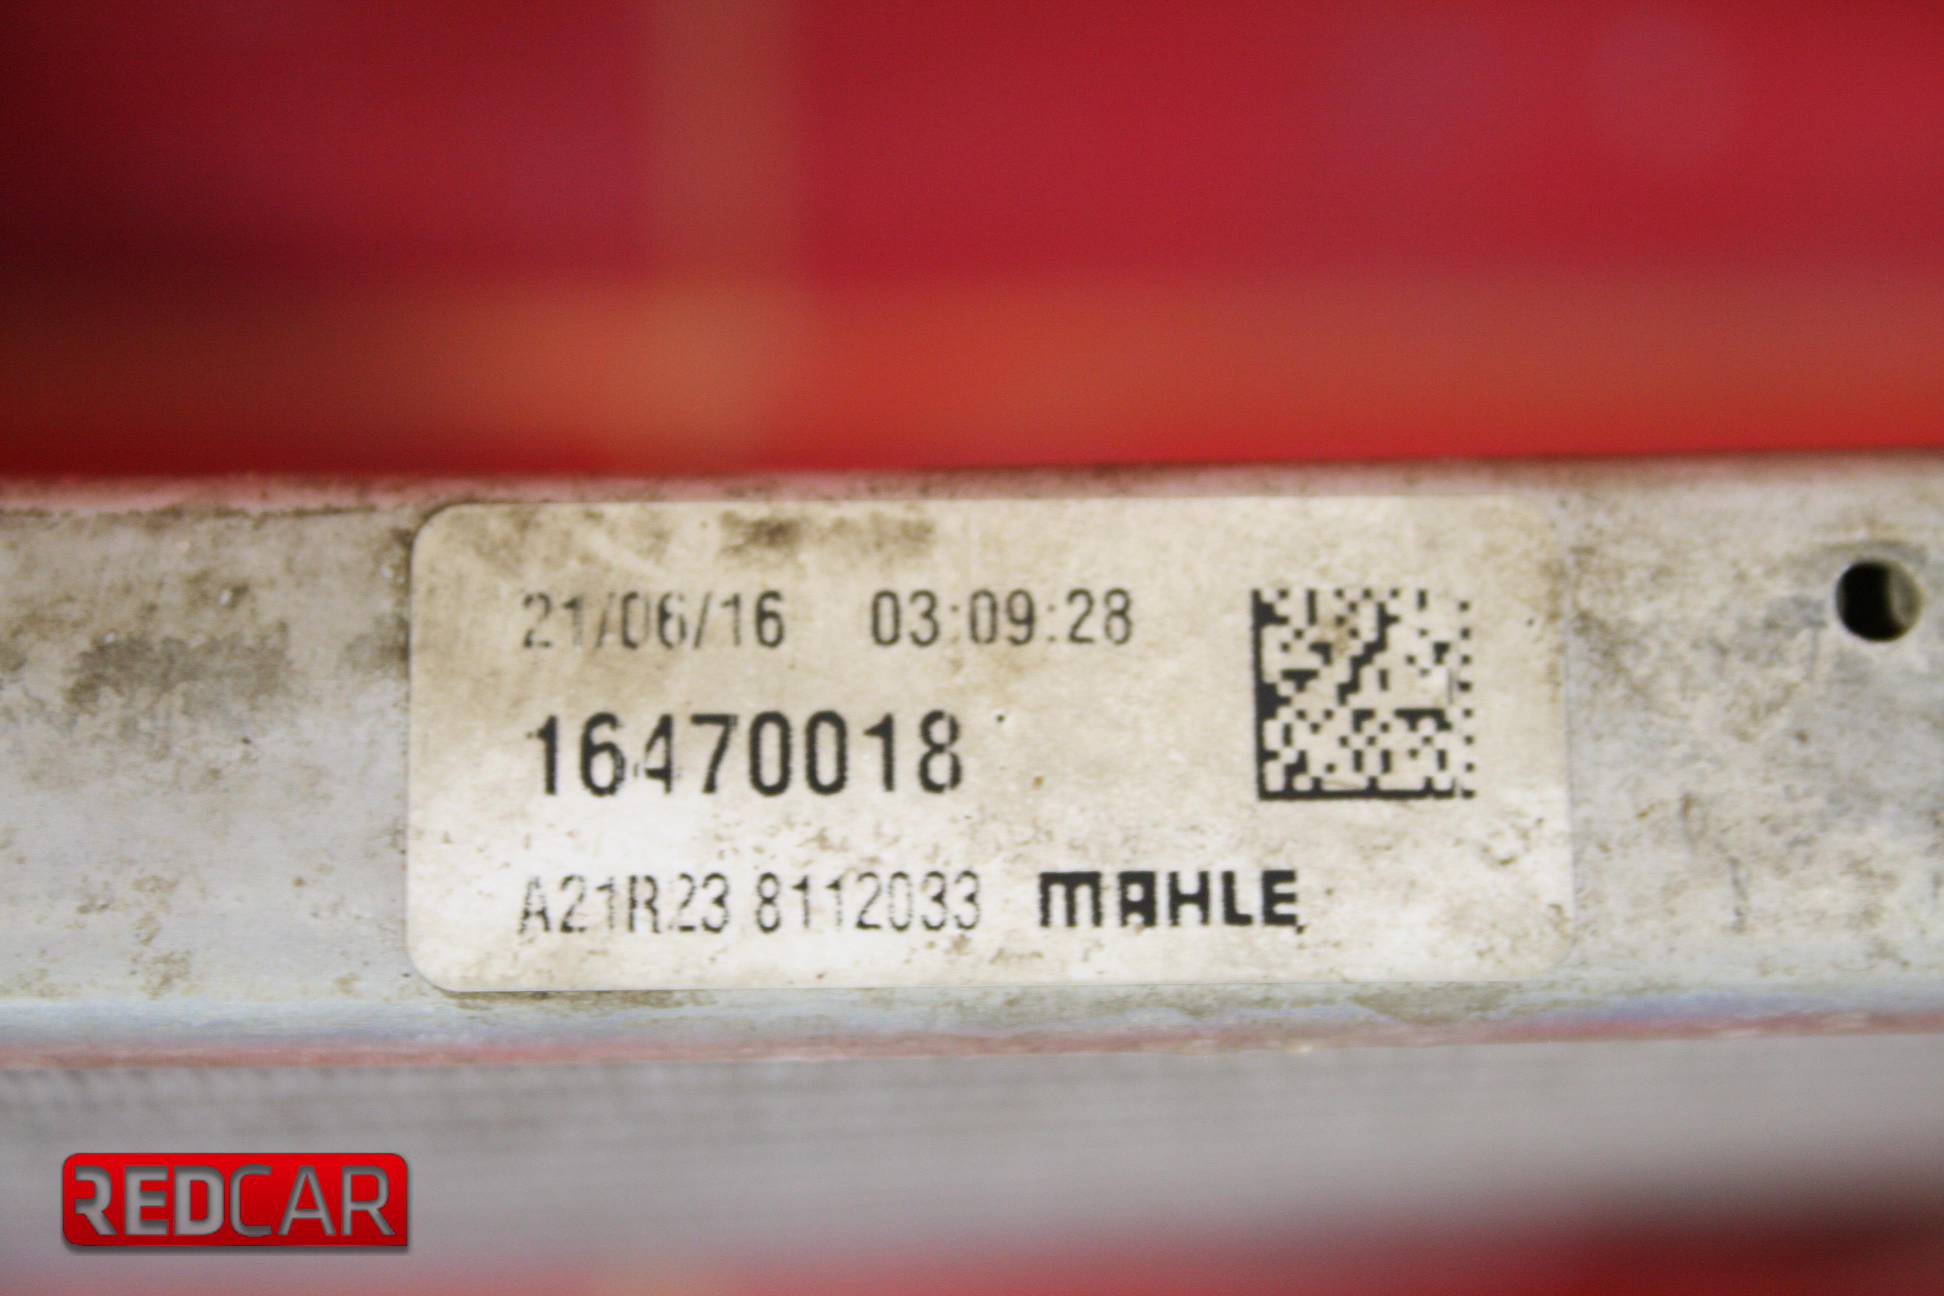 21/06/16 03:09:28
16470018
A21R23 8112033 MAHLE
REDCAR